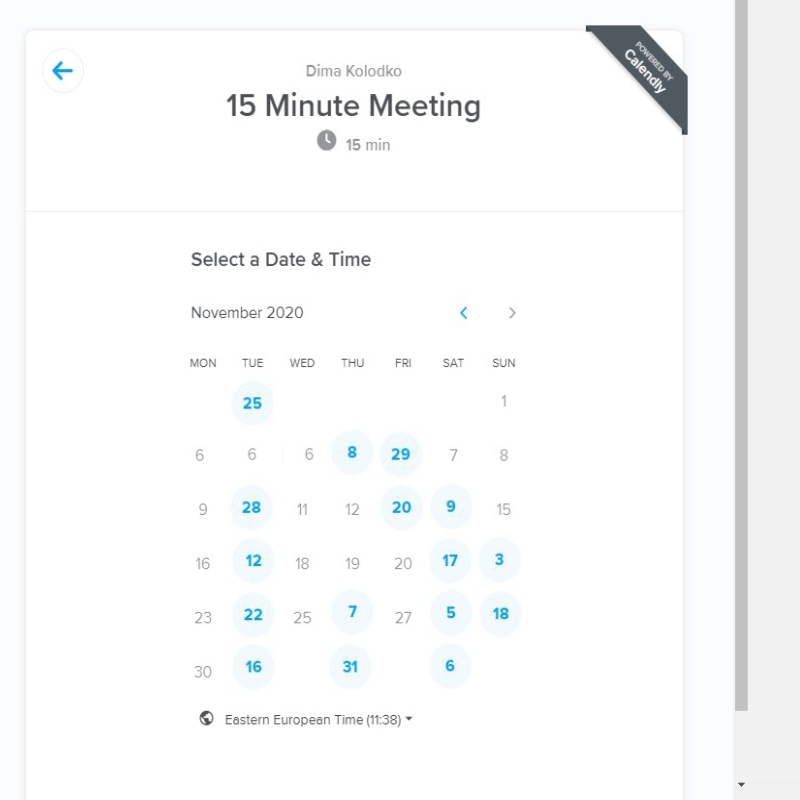 POWERED BY
Calendly
Dima Kolodko
15 Minute Meeting
15 min
Select a Date & Time
November 2020
MON TUE WED THU FRI SAT SUN
25 1
6 6 6 8 29 7 8
9 28 11 12 20 9 15
16 12 18 19 20 17 3
23 22 25 7 27 5 18
30 16 31 6
Eastern European Time (11:38)